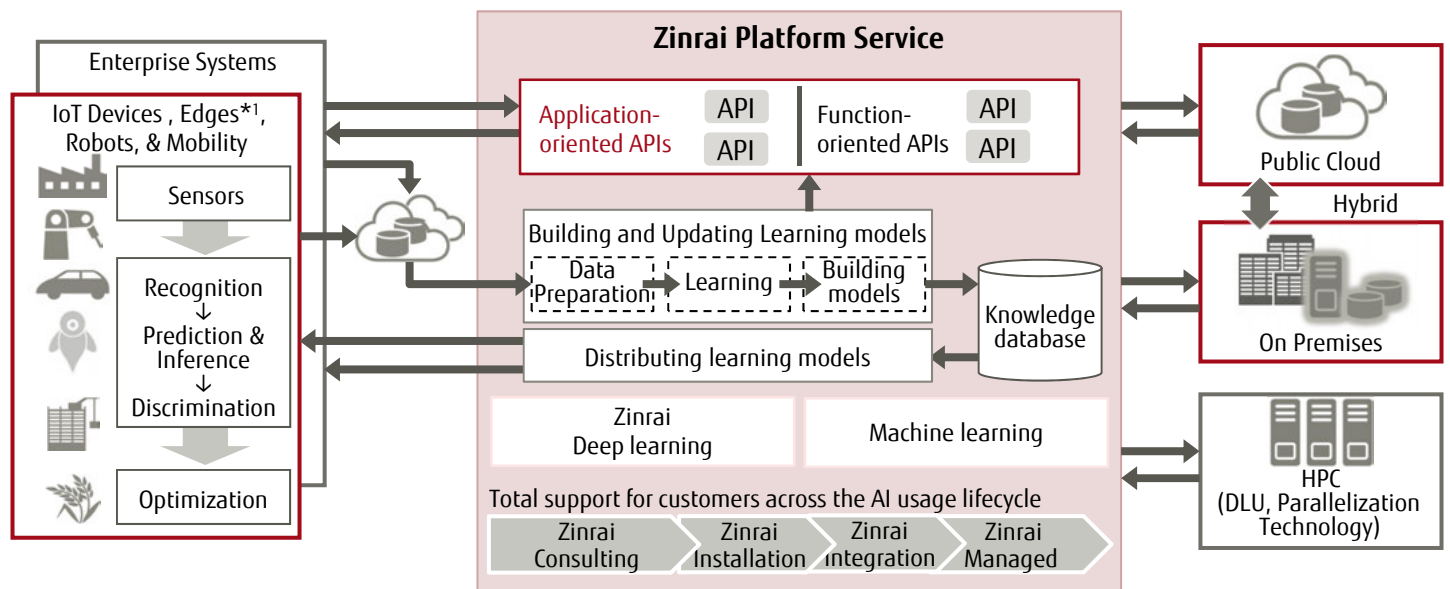 Zinrai Platform Service
Enterprise Systems
IoT Devices , Edges*1,
Robots, & Mobility
Sensors
Recognition
↓
Prediction &
Inference
↓
Discrimination
Optimization
Application-
oriented APIs
API
API
Function-
oriented APIs
API
API
Building and Updating Learning models
Data
Preparation
Learning
Building
models
Knowledge
database
Distributing learning models
Zinrai
Deep learning
Machine learning
Total support for customers across the AI usage lifecycle
Zinrai
Consulting
Zinrai
Installation
Zinrai
Integration
Zinrai
Managed
Public Cloud
Hybrid
On Premises
HPC
(DLU, Parallelization
Technology)